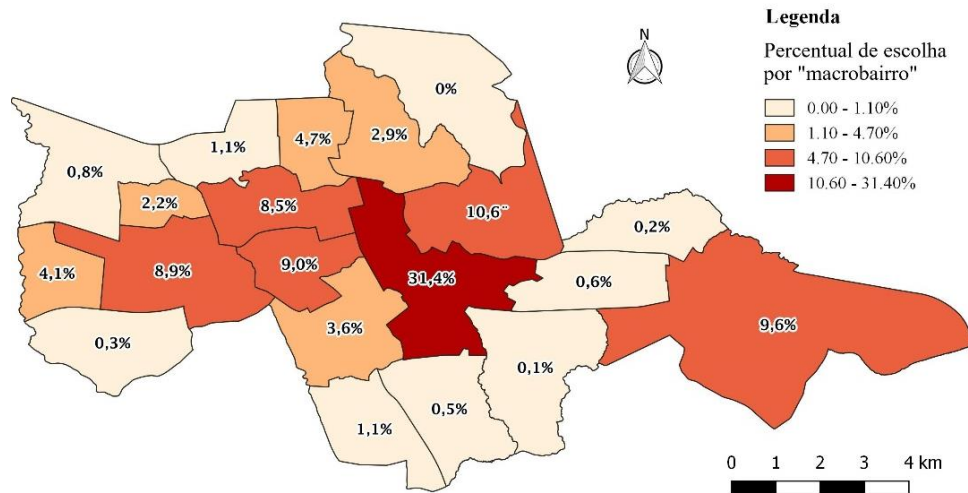 Legenda
N
Percentual de escolha
por "macrobairro"
0.00 - 1.10%
1.10 - 4.70%
4.70 - 10.60%
10.60 - 31.40%
0%
2,9%
4,7%
1,1%
0,8%
2,2%
8,5%
10,6¨
0,2%
4,1%
8,9%
9,0%
31,4%
0,6%
9,6%
3,6%
0,3%
0,1%
0,5%
1,1%
0 1 2 3 4 km